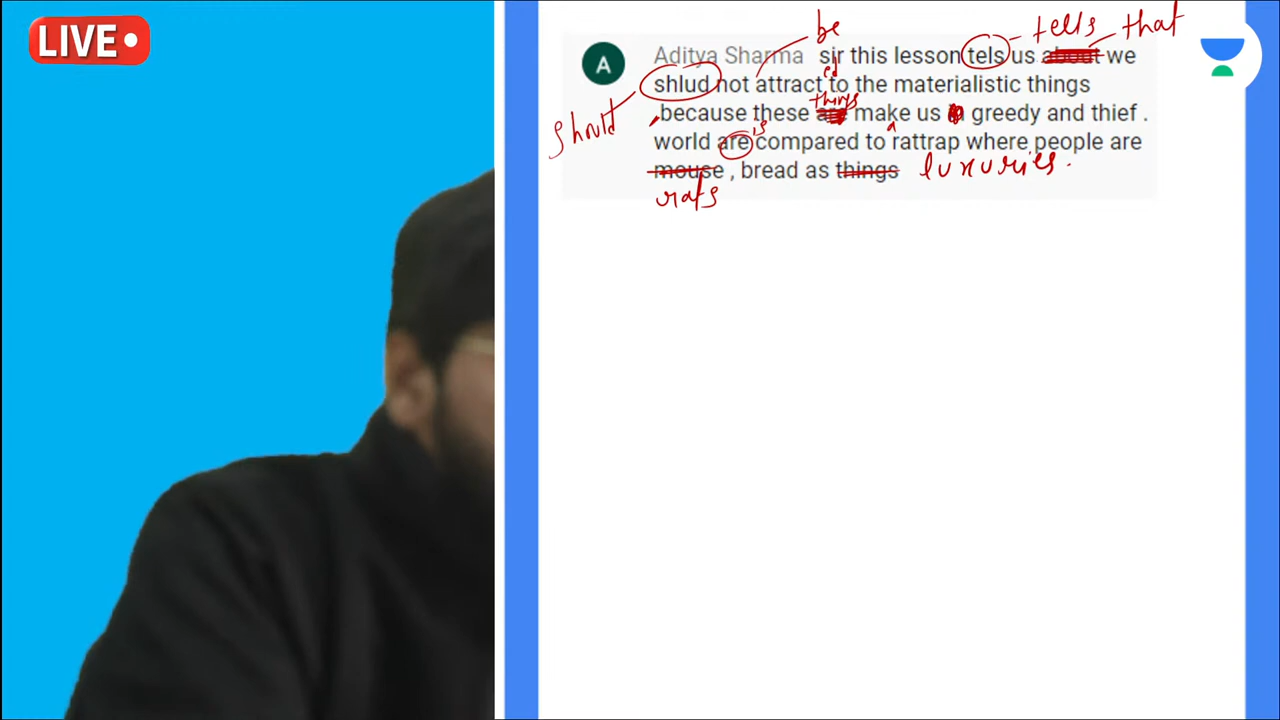 LIVE
be
tells that
A Aditya Sharma sir this lesson tels us about we
ed
shlud not attract to the materialistic things
things
should
because these are make us greedy and thief .
is a
world are compared to rattrap where people are
mouse , bread as things luxuries.
rats